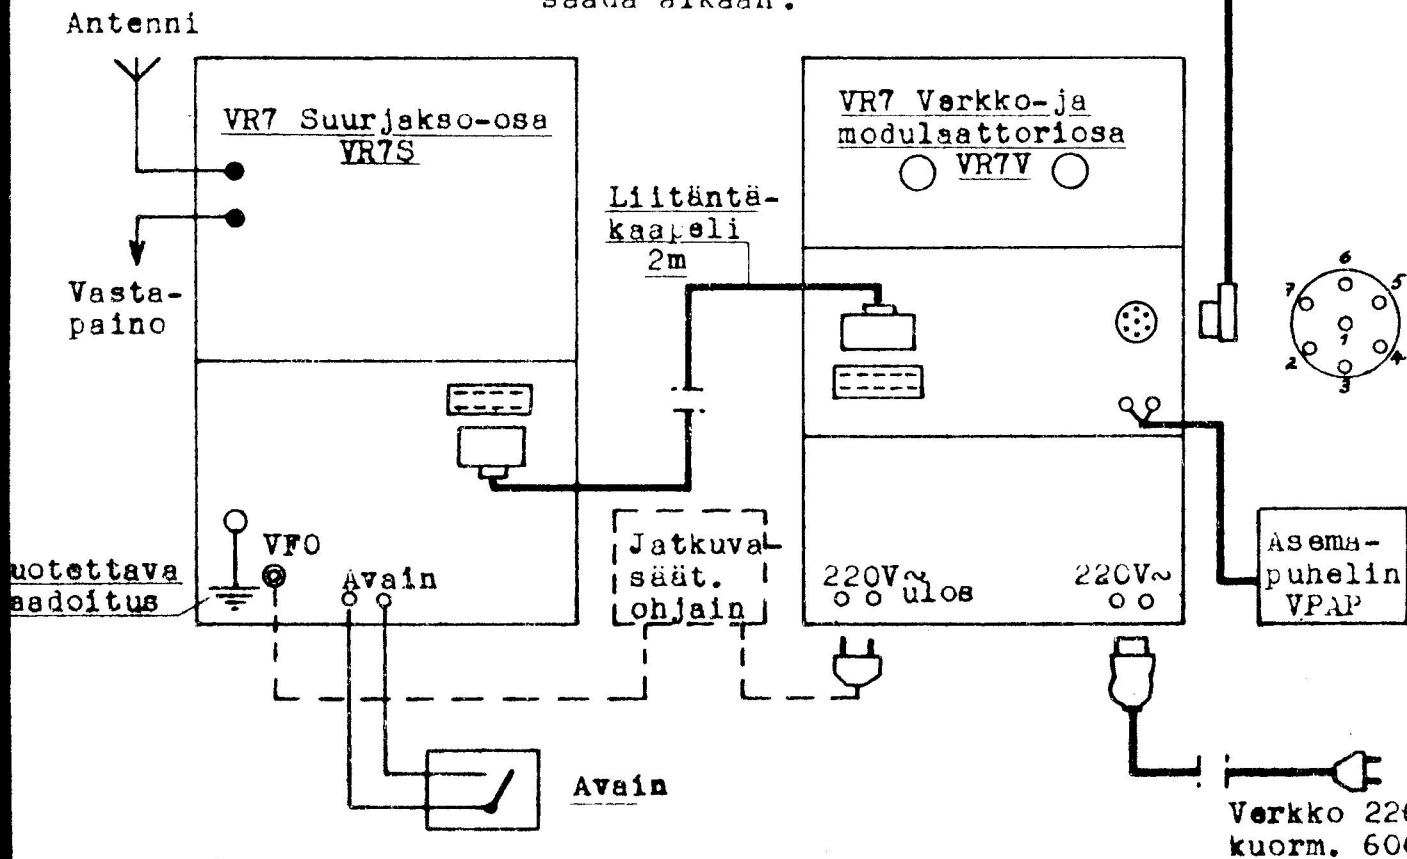 saada aikaan.
Antenni
VR7 Suurjakso-osa
VR7S
VR7 Verkko-ja
modulaattoriosa
VR7V
Liitäntä-
kaapeli
2m
Vasta-
paino
6
7
5
1
2
4
3
VFO
uotettava
aadoitus
Avain
Jatkuva-
säät.
ohjain
220V~
ulos
220V~
Asema-
puhelin
VPAP
Avain
Verkko 220
kuorm. 600